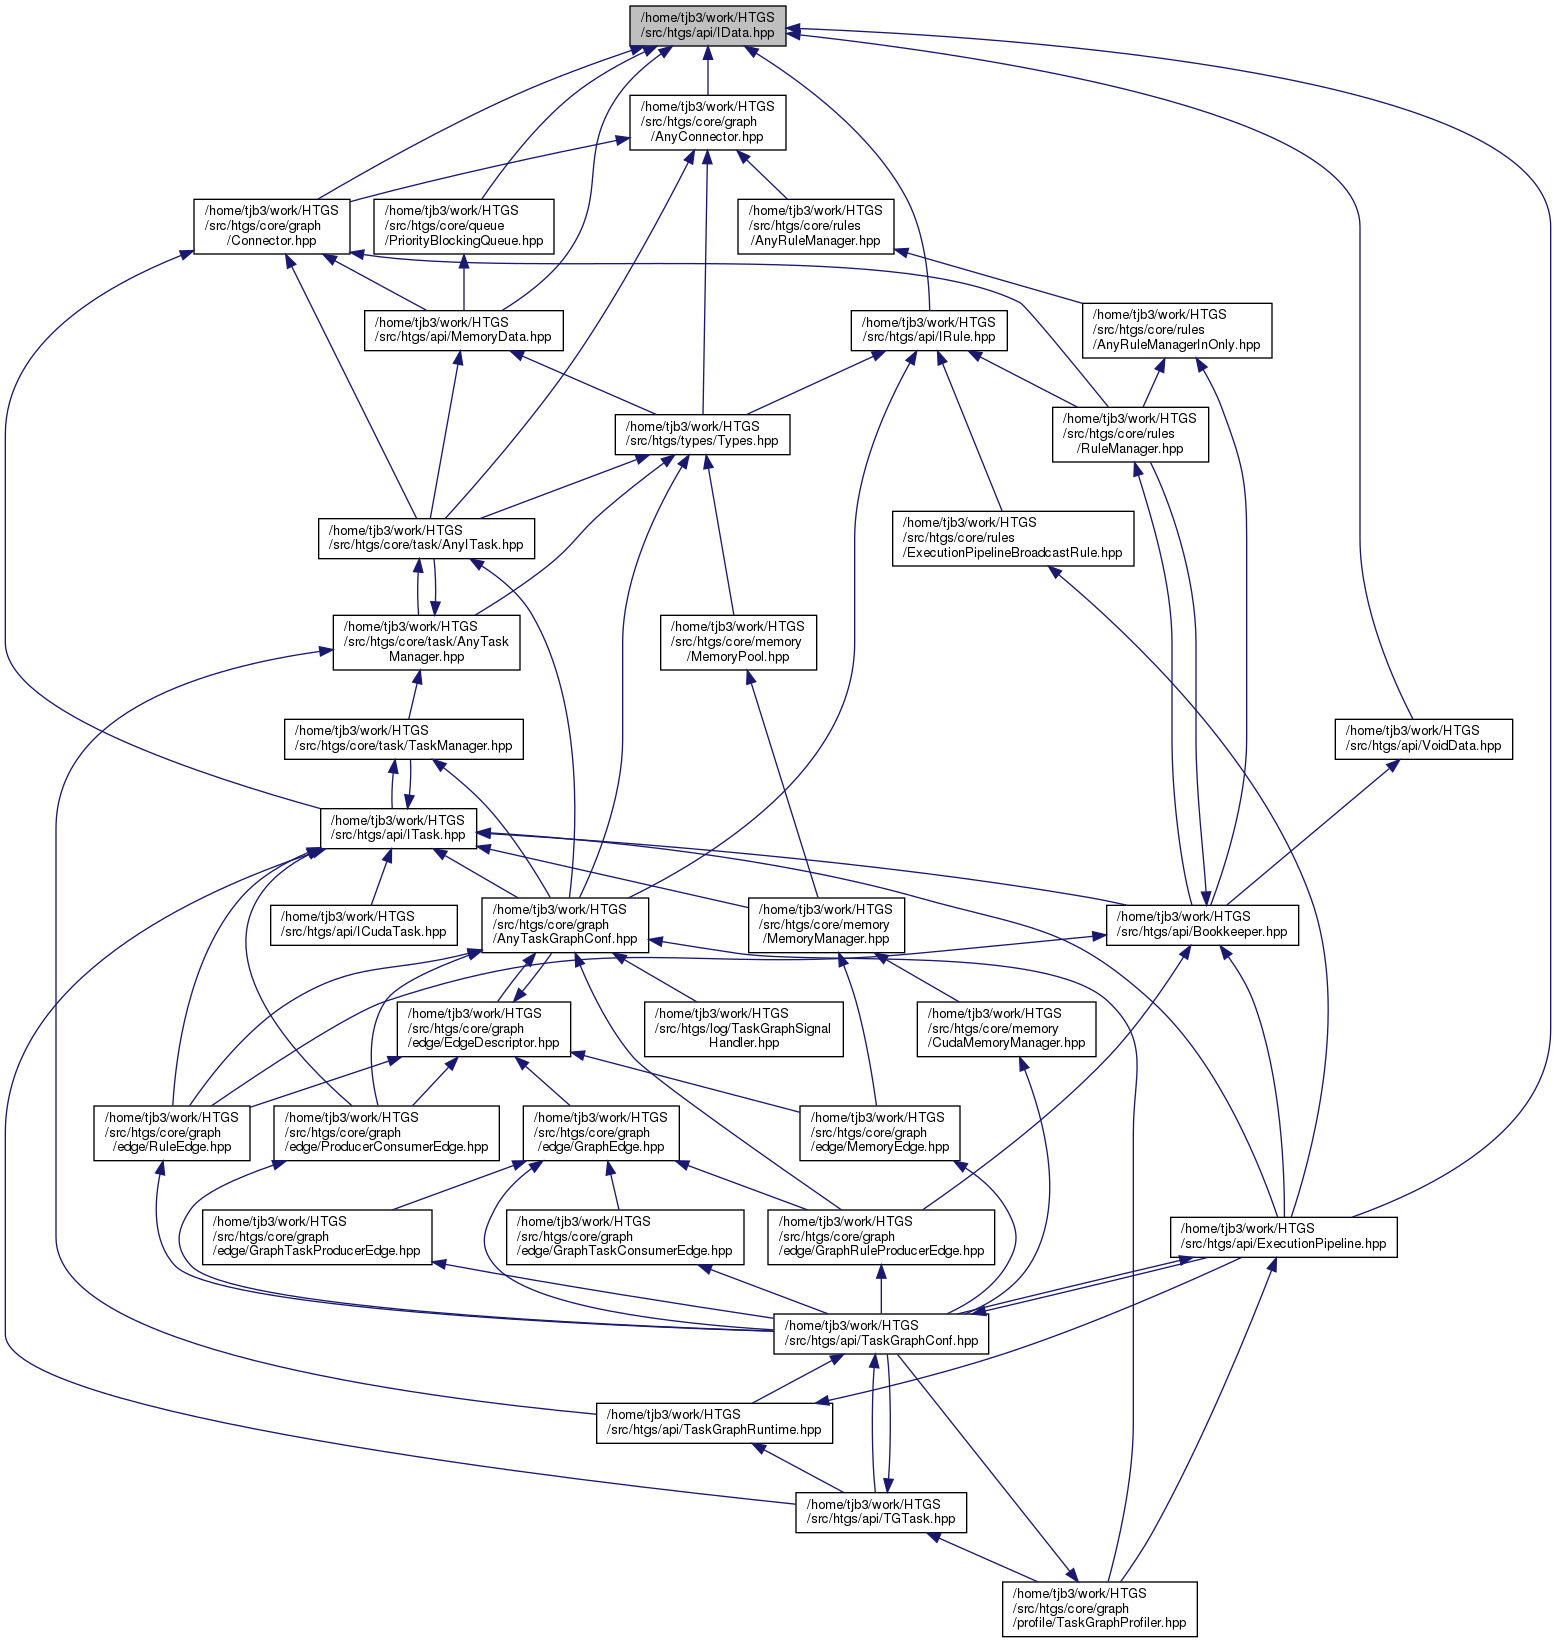 /home/tjb3/work/HTGS
/src/htgs/api/IData.hpp
/home/tjb3/work/HTGS
/src/htgs/core/graph
/AnyConnector.hpp
/home/tjb3/work/HTGS
/src/htgs/core/graph
/Connector.hpp
/home/tjb3/work/HTGS
/src/htgs/core/queue
/PriorityBlockingQueue.hpp
/home/tjb3/work/HTGS
/src/htgs/core/rules
/AnyRuleManager.hpp
/home/tjb3/work/HTGS
/src/htgs/api/MemoryData.hpp
/home/tjb3/work/HTGS
/src/htgs/api/IRule.hpp
/home/tjb3/work/HTGS
/src/htgs/core/rules
/AnyRuleManagerInOnly.hpp
/home/tjb3/work/HTGS
/src/htgs/types/Types.hpp
/home/tjb3/work/HTGS
/src/htgs/core/rules
/RuleManager.hpp
/home/tjb3/work/HTGS
/src/htgs/core/task/AnyITask.hpp
/home/tjb3/work/HTGS
/src/htgs/core/rules
/ExecutionPipelineBroadcastRule.hpp
/home/tjb3/work/HTGS
/src/htgs/core/task/AnyTask
Manager.hpp
/home/tjb3/work/HTGS
/src/htgs/core/memory
/MemoryPool.hpp
/home/tjb3/work/HTGS
/src/htgs/core/task/TaskManager.hpp
/home/tjb3/work/HTGS
/src/htgs/api/VoidData.hpp
/home/tjb3/work/HTGS
/src/htgs/api/ITask.hpp
/home/tjb3/work/HTGS
/src/htgs/api/ICudaTask.hpp
/home/tjb3/work/HTGS
/src/htgs/core/graph
/AnyTaskGraphConf.hpp
/home/tjb3/work/HTGS
/src/htgs/core/memory
/MemoryManager.hpp
/home/tjb3/work/HTGS
/src/htgs/api/Bookkeeper.hpp
/home/tjb3/work/HTGS
/src/htgs/core/graph
/edge/EdgeDescriptor.hpp
/home/tjb3/work/HTGS
/src/htgs/log/TaskGraphSignal
Handler.hpp
/home/tjb3/work/HTGS
/src/htgs/core/memory
/CudaMemoryManager.hpp
/home/tjb3/work/HTGS
/src/htgs/core/graph
/edge/RuleEdge.hpp
/home/tjb3/work/HTGS
/src/htgs/core/graph
/edge/ProducerConsumerEdge.hpp
/home/tjb3/work/HTGS
/src/htgs/core/graph
/edge/GraphEdge.hpp
/home/tjb3/work/HTGS
/src/htgs/core/graph
/edge/MemoryEdge.hpp
/home/tjb3/work/HTGS
/src/htgs/core/graph
/edge/GraphTaskProducerEdge.hpp
/home/tjb3/work/HTGS
/src/htgs/core/graph
/edge/GraphTaskConsumerEdge.hpp
/home/tjb3/work/HTGS
/src/htgs/core/graph
/edge/GraphRuleProducerEdge.hpp
/home/tjb3/work/HTGS
/src/htgs/api/ExecutionPipeline.hpp
/home/tjb3/work/HTGS
/src/htgs/api/TaskGraphConf.hpp
/home/tjb3/work/HTGS
/src/htgs/api/TaskGraphRuntime.hpp
/home/tjb3/work/HTGS
/src/htgs/api/TGTask.hpp
/home/tjb3/work/HTGS
/src/htgs/core/graph
/profile/TaskGraphProfiler.hpp